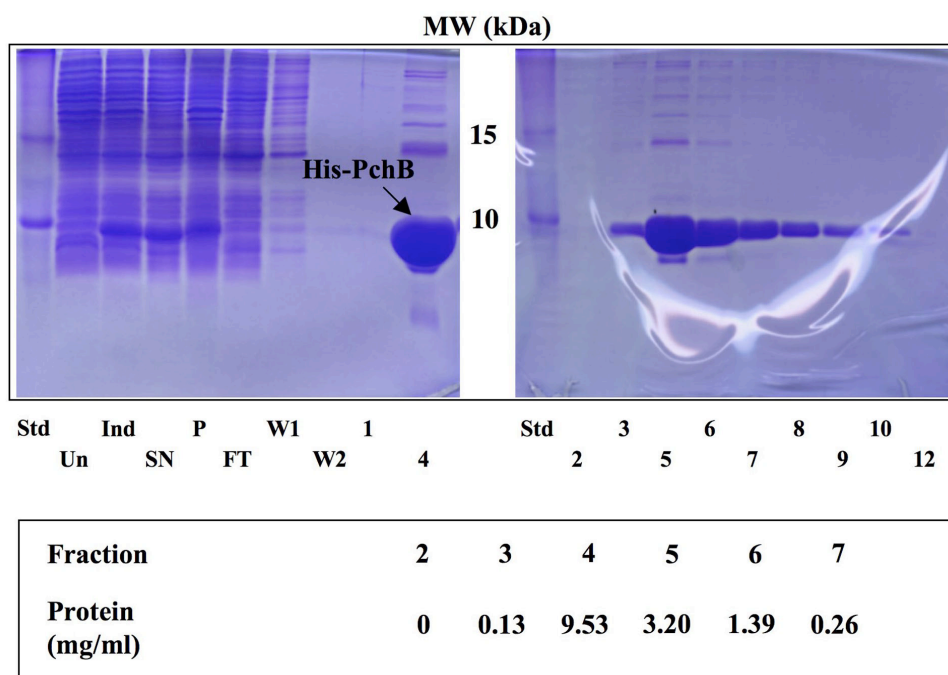 MW (kDa)
15
His-PchB
10
Std Ind P W1 1 Std 3 6 8 10
Un SN FT W2 4 2 5 7 9 12
Fraction 2 3 4 5 6 7
Protein
(mg/ml) 0 0.13 9.53 3.20 1.39 0.26